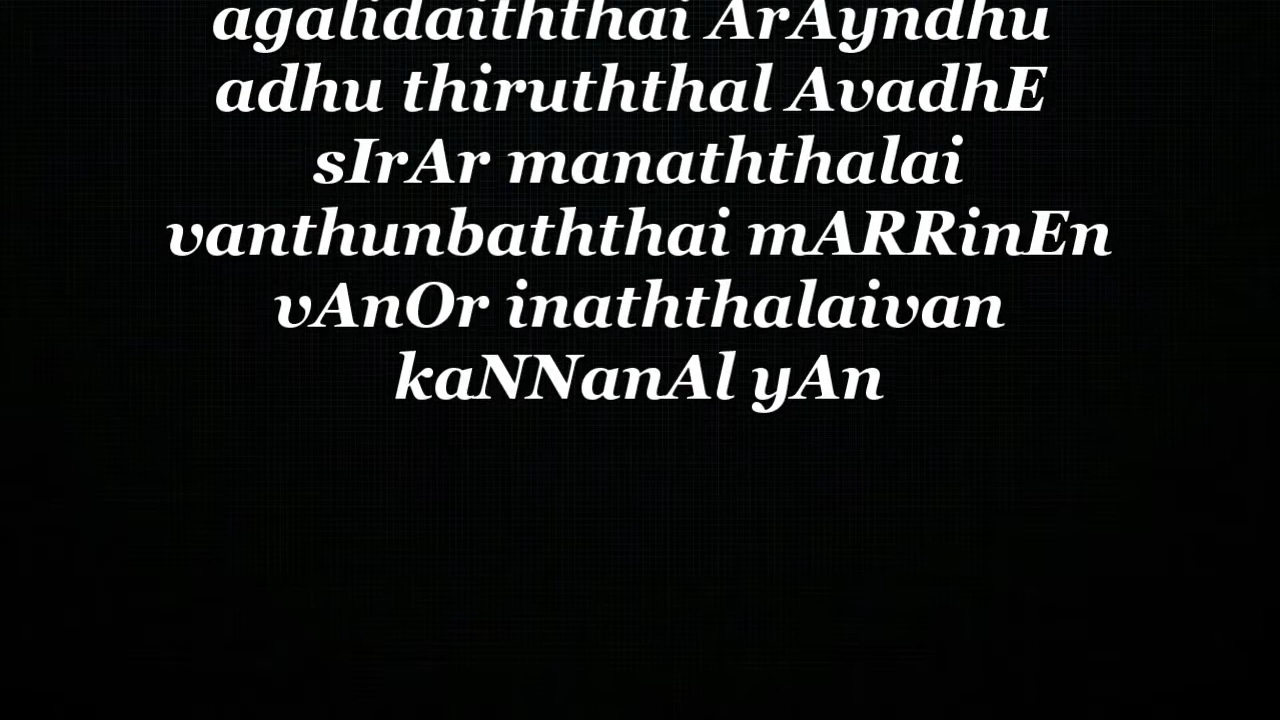 agalidaiththai ArAyndhu
adhu thiruththal AvadhE
sIrAr manaththalai
vanthunbaththai mARRinEn
vAnOr inaththalaivan
kaNNanAl yAn